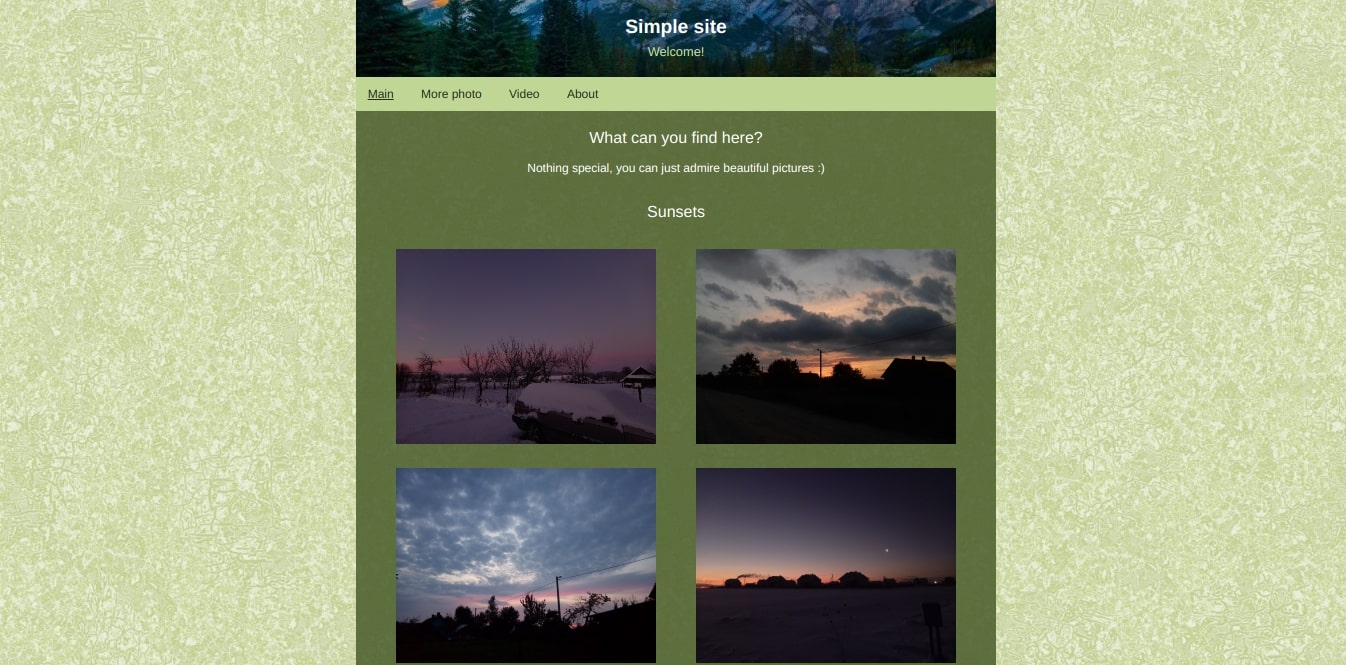 Simple site
Welcome!
Main More photo Video About
What can you find here?
Nothing special, you can just admire beautiful pictures :)
Sunsets